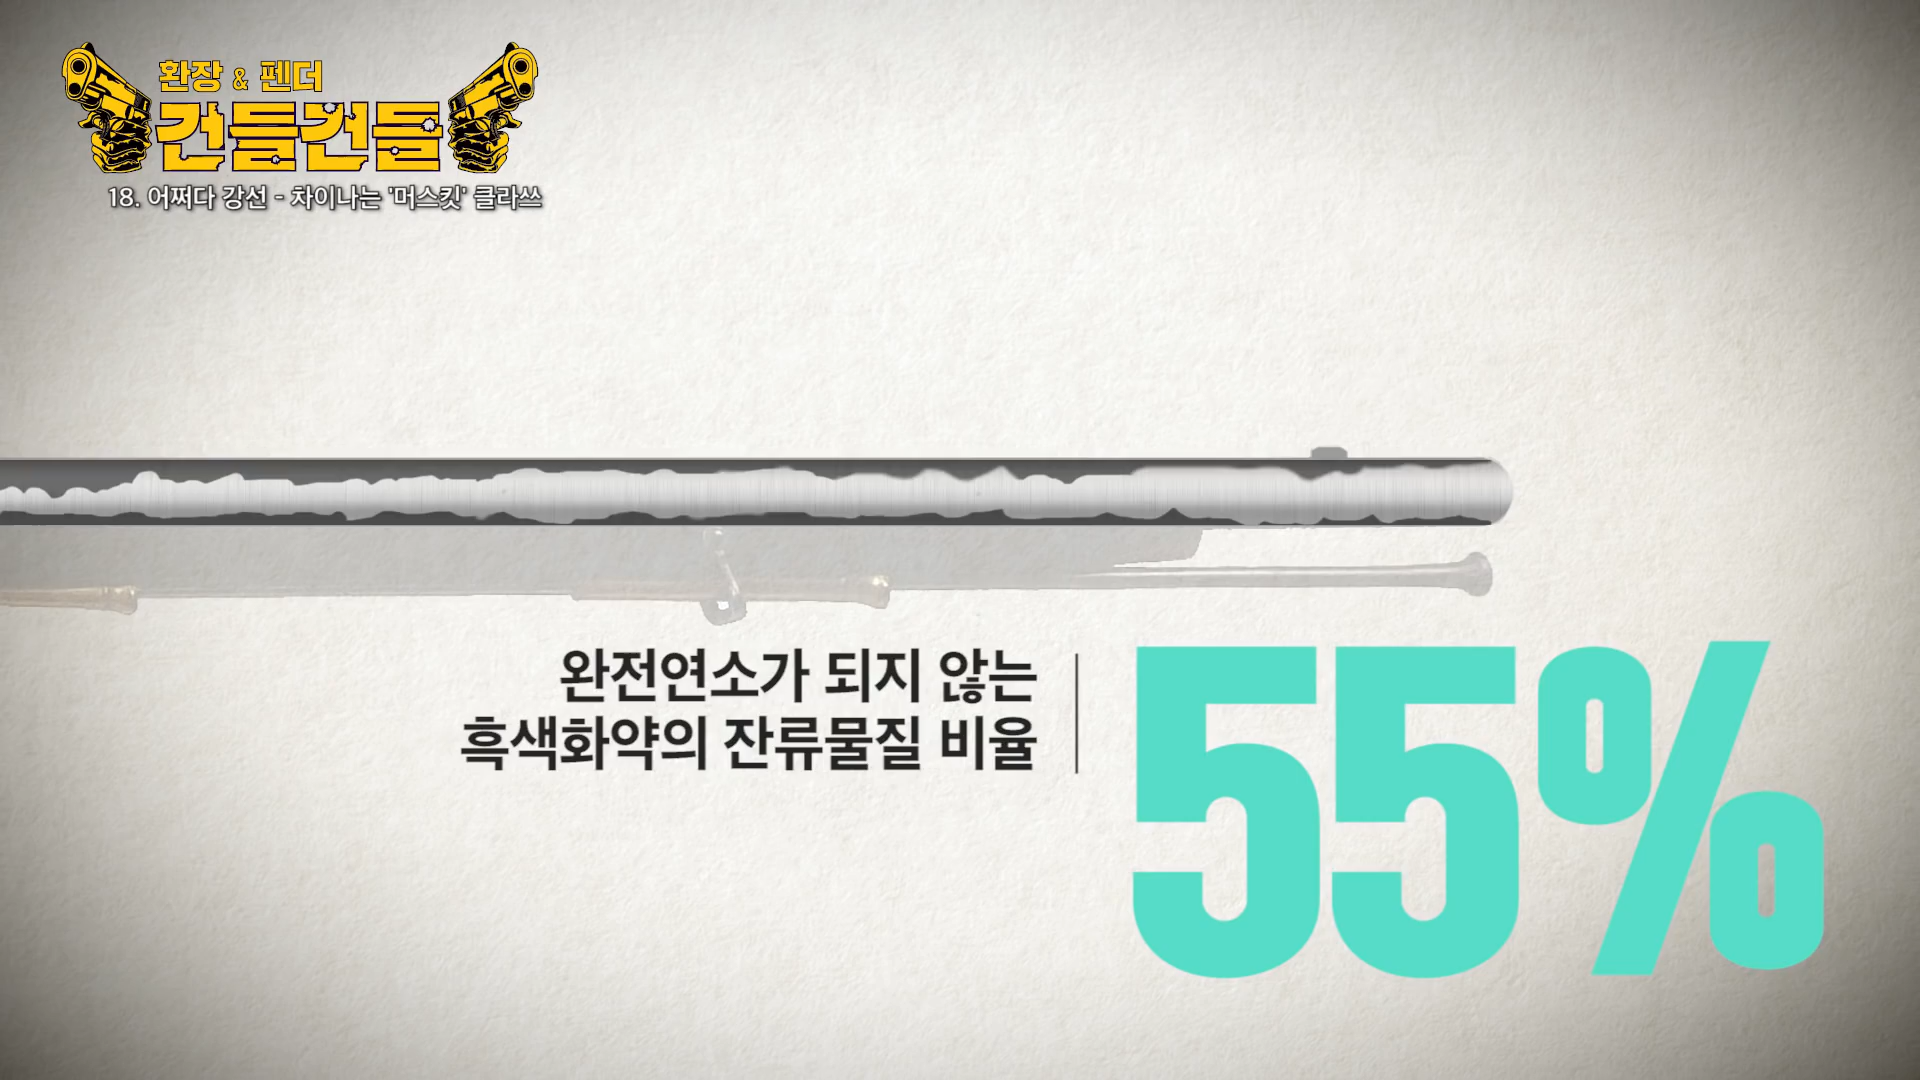 환장 & 펜더
건들건들
18. 어쩌다 강선 - 차이나는 '머스킷' 클라쓰
완전연소가 되지 않는
흑색화약의 잔류물질 비율
55%